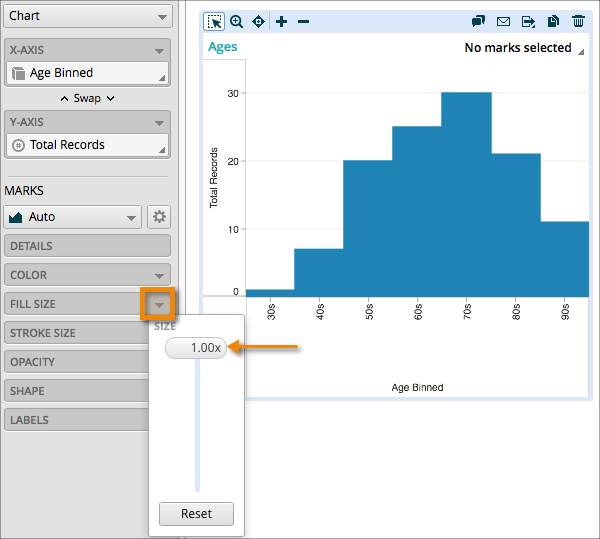 Chart
X-AXIS
Age Binned
Swap
Y-AXIS
Total Records
MARKS
Auto
DETAILS
COLOR
FILL SIZE
STROKE SIZE
OPACITY
SHAPE
LABELS
SIZE
1.00x
Reset
Ages
No marks selected
Total Records
30
20
10
0
30s
40s
50s
60s
70s
80s
90s
Age Binned